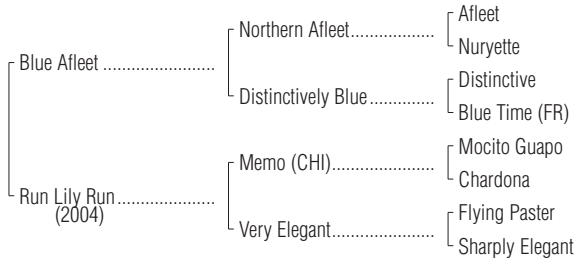 Afleet
Northern Afleet
Nuryette
Blue Afleet
Distinctive
Distinctively Blue
Blue Time (FR)
Mocito Guapo
Memo (CHI)
Chardona
Run Lily Run
(2004)
Flying Paster
Very Elegant
Sharply Elegant